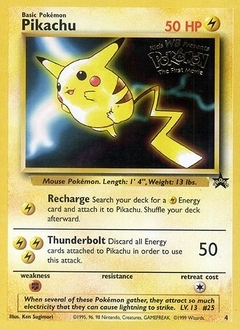 Basic Pokémon
Pikachu
50 HP
Kids WB Presents
POKÉMON
The First Movie
Mouse Pokémon. Length: 1' 4", Weight: 13 lbs.
Recharge Search your deck for a Energy
card and attach it to Pikachu. Shuffle your deck
afterward.
Thunderbolt Discard all Energy
cards attached to Pikachu in order to use
this attack.
50
weakness resistance retreat cost
When several of these Pokémon gather, they attract so much
electricity that they can cause lightning to strike. LV. 13 #25
Illus. Ken Sugimori ©1995, 96, 98 Nintendo, Creatures, GAMEFREAK. ©1999 Wizards. 4